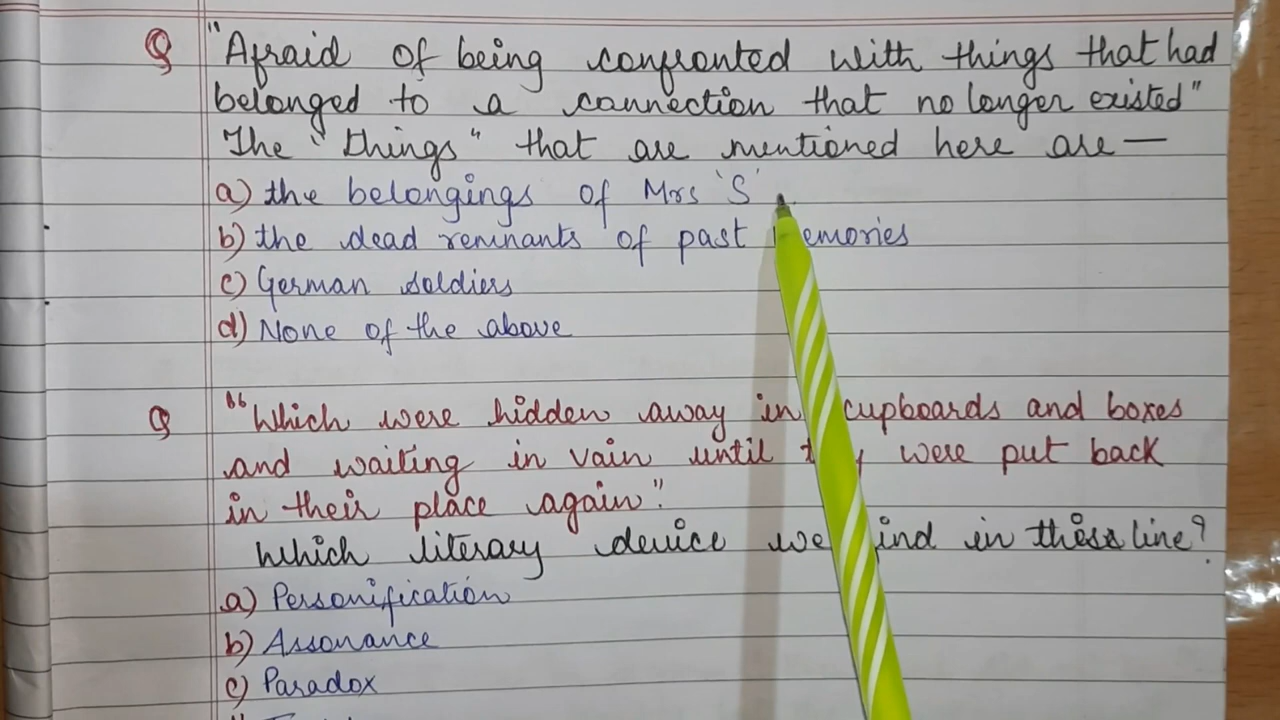 Q "Afraid of being confronted with things that had
belonged to a connection that no longer existed"
The "things" that are mentioned here are —
a) the belongings of Mrs 'S'
b) the dead remnants of past emories
c) German soldiers
d) None of the above
Q "Which were hidden away in cupboards and boxes
and waiting in vain until were put back
in their place again".
Which literary device we ind in these line?
a) Personification
b) Assonance
c) Paradox